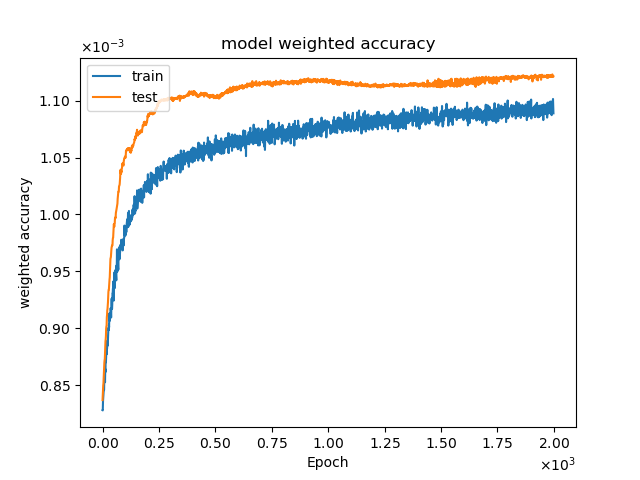 model weighted accuracy
×10⁻³
train
test
1.10
1.05
1.00
0.95
0.90
0.85
weighted accuracy
0.00 0.25 0.50 0.75 1.00 1.25 1.50 1.75 2.00
Epoch
×10³